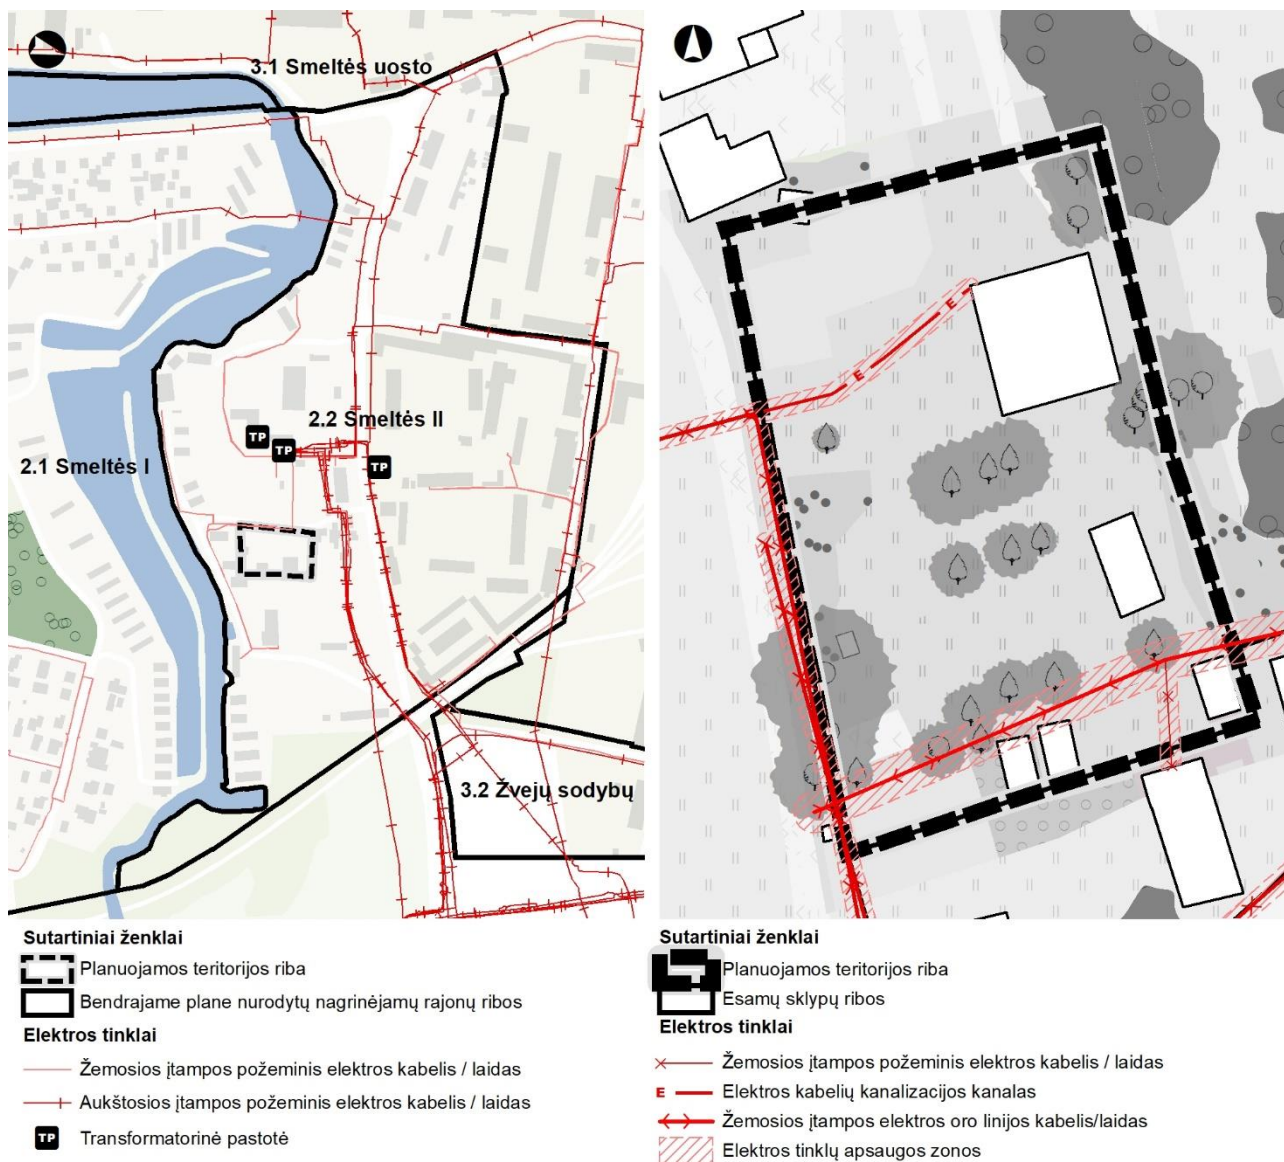 3.1 Smeltės uosto
2.2 Smeltės II
TP
TP
TP
2.1 Smeltės I
3.2 Žvejų sodybų
Sutartiniai ženklai
Planuojamos teritorijos riba
Bendrajame plane nurodytų nagrinėjamų rajonų ribos
Elektros tinklai
Žemosios įtampos požeminis elektros kabelis / laidas
Aukštosios įtampos požeminis elektros kabelis / laidas
TP Transformatorinė pastotė
E
E
Sutartiniai ženklai
Planuojamos teritorijos riba
Esamų sklypų ribos
Elektros tinklai
Žemosios įtampos požeminis elektros kabelis / laidas
E Elektros kabelių kanalizacijos kanalas
Žemosios įtampos elektros oro linijos kabelis/laidas
Elektros tinklų apsaugos zonos